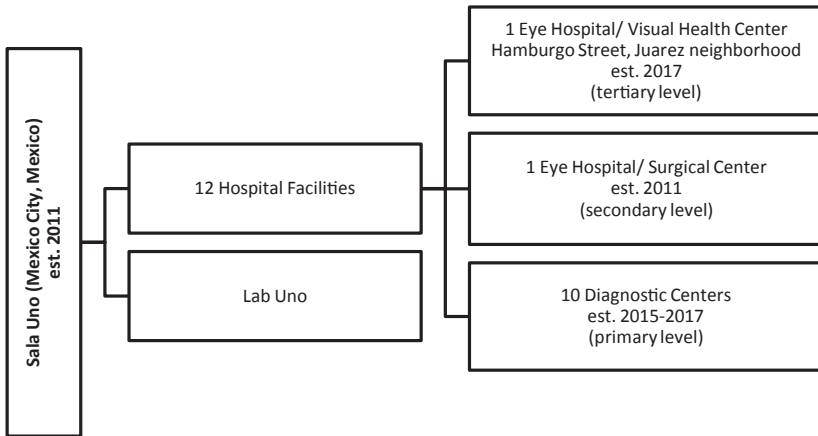 Sala Uno (Mexico City, Mexico)
est. 2011
12 Hospital Facilities
Lab Uno
1 Eye Hospital/ Visual Health Center
Hamburgo Street, Juarez neighborhood
est. 2017
(tertiary level)
1 Eye Hospital/ Surgical Center
est. 2011
(secondary level)
10 Diagnostic Centers
est. 2015-2017
(primary level)